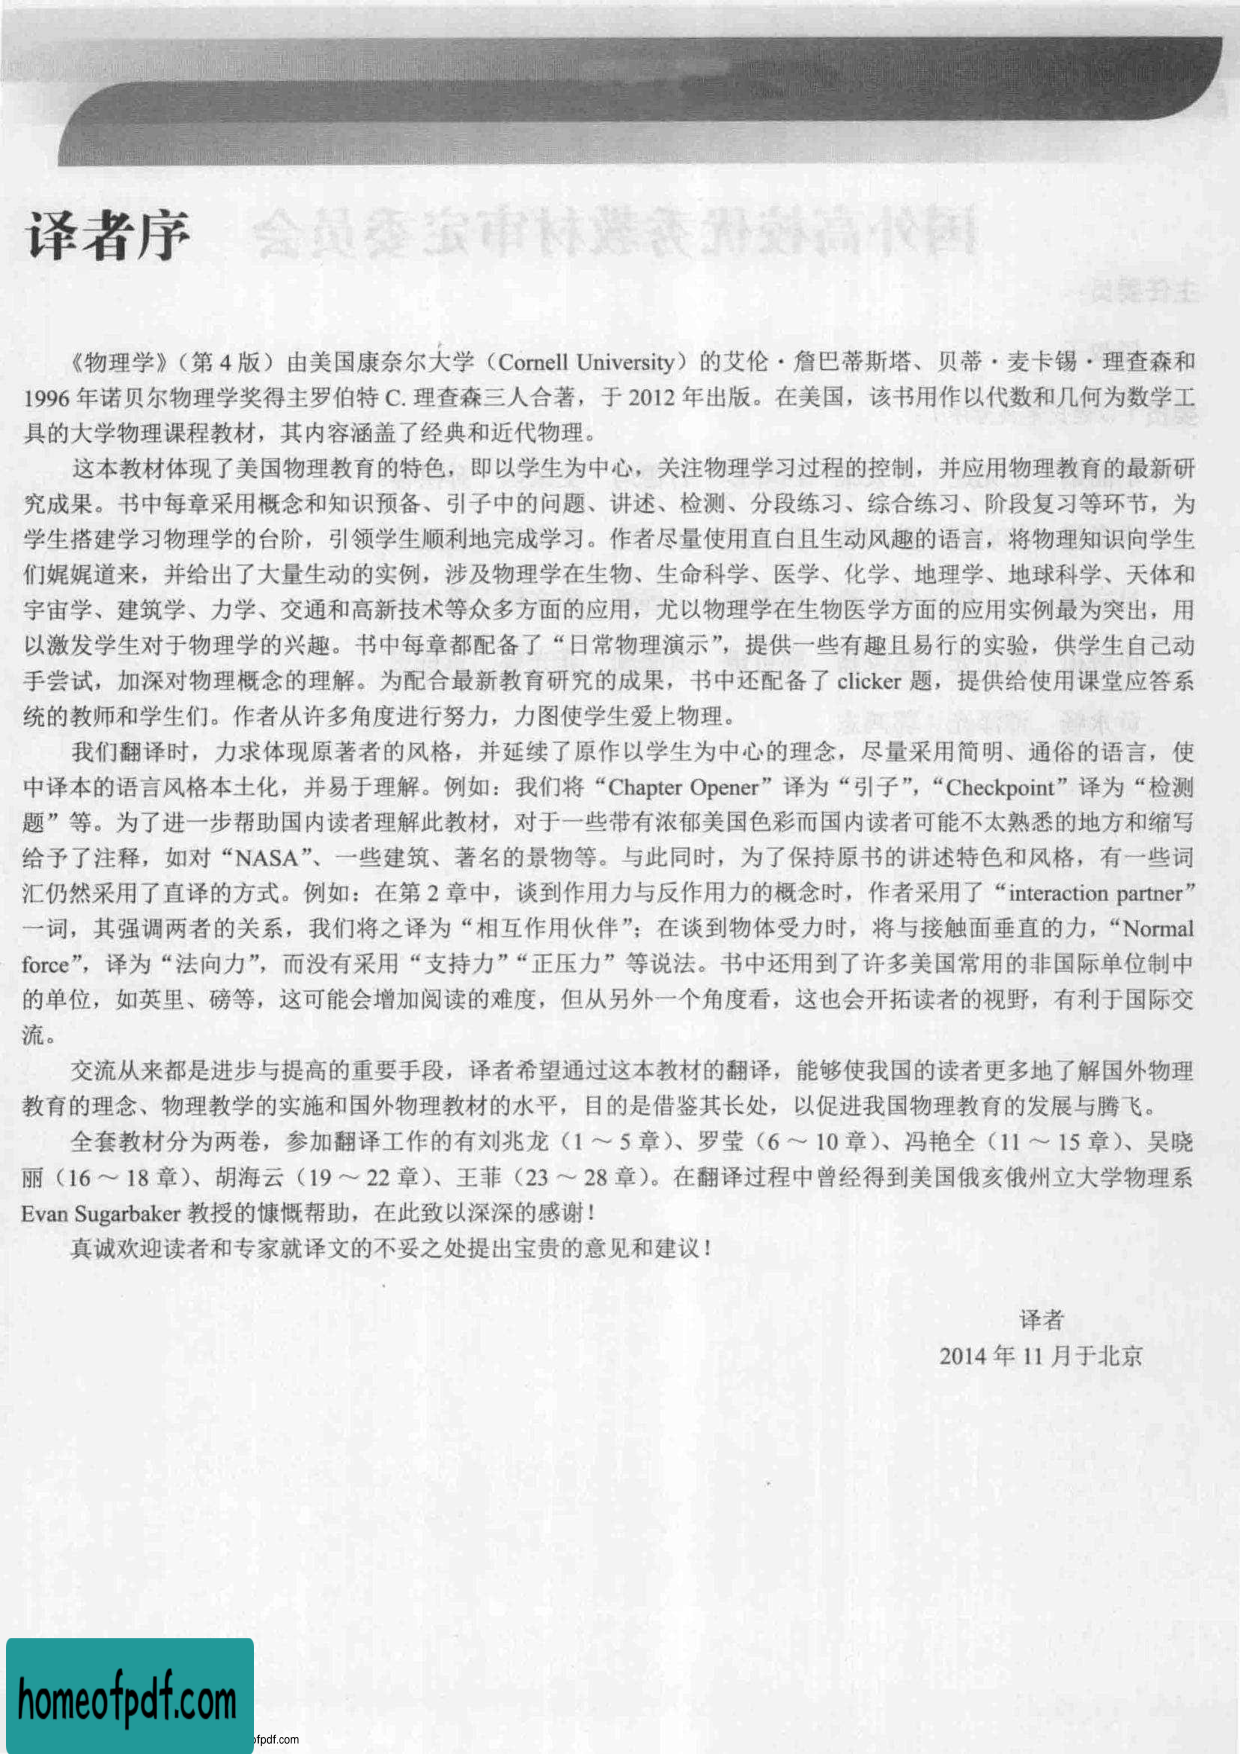 译者序
《物理学》（第 4 版）由美国康奈尔大学（Cornell University）的艾伦·詹巴蒂斯塔、贝蒂·麦卡锡·理查森和
1996 年诺贝尔物理学奖得主罗伯特 C. 理查森三人合著，于 2012 年出版。在美国，该书用作以代数和几何为数学工
具的大学物理课程教材，其内容涵盖了经典和近代物理。
这本教材体现了美国物理教育的特色，即以学生为中心，关注物理学习过程的控制，并应用物理教育的最新研
究成果。书中每章采用概念和知识预备、引子中的问题、讲述、检测、分段练习、综合练习、阶段复习等环节，为
学生搭建学习物理学的台阶，引领学生顺利地完成学习。作者尽量使用直白且生动风趣的语言，将物理知识向学生
们娓娓道来，并给出了大量生动的实例，涉及物理学在生物、生命科学、医学、化学、地理学、地球科学、天体和
宇宙学、建筑学、力学、交通和高新技术等众多方面的应用，尤以物理学在生物医学方面的应用实例最为突出，用
以激发学生对于物理学的兴趣。书中每章都配备了“日常物理演示”，提供一些有趣且易行的实验，供学生自己动
手尝试，加深对物理概念的理解。为配合最新教育研究的成果，书中还配备了 clicker 题，提供给使用课堂应答系
统的教师和学生们。作者从许多角度进行努力，力图使学生爱上物理。
我们翻译时，力求体现原著者的风格，并延续了原作以学生为中心的理念，尽量采用简明、通俗的语言，使
中译本的语言风格本土化，并易于理解。例如：我们将“Chapter Opener”译为“引子”，“Checkpoint”译为“检测
题”等。为了进一步帮助国内读者理解此教材，对于一些带有浓郁美国色彩而国内读者可能不太熟悉的地方和缩写
给予了注释，如对“NASA”、一些建筑、著名的景物等。与此同时，为了保持原书的讲述特色和风格，有一些词
汇仍然采用了直译的方式。例如：在第 2 章中，谈到作用力与反作用力的概念时，作者采用了“interaction partner”
一词，其强调两者的关系，我们将之译为“相互作用伙伴”；在谈到物体受力时，将与接触面垂直的力，“Normal
force”，译为“法向力”，而没有采用“支持力”“正压力”等说法。书中还用到了许多美国常用的非国际单位制中
的单位，如英里、磅等，这可能会增加阅读的难度，但从另外一个角度看，这也会开拓读者的视野，有利于国际交
流。
交流从来都是进步与提高的重要手段，译者希望通过这本教材的翻译，能够使我国的读者更多地了解国外物理
教育的理念、物理教学的实施和国外物理教材的水平，目的是借鉴其长处，以促进我国物理教育的发展与腾飞。
全套教材分为两卷，参加翻译工作的有刘兆龙（1 ～ 5 章）、罗莹（6 ～ 10 章）、冯艳全（11 ～ 15 章）、吴晓
丽（16 ～ 18 章）、胡海云（19 ～ 22 章）、王菲（23 ～ 28 章）。在翻译过程中曾经得到美国俄亥俄州立大学物理系
Evan Sugarbaker 教授的慷慨帮助，在此致以深深的感谢！
真诚欢迎读者和专家就译文的不妥之处提出宝贵的意见和建议！
译者
2014 年 11 月于北京
homeofpdf.com
ofpdf.com